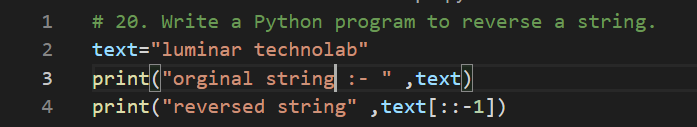 1 # 20. Write a Python program to reverse a string.
2 text="luminar technolab"
3 print("orginal string :- " ,text)
4 print("reversed string" ,text[::-1])